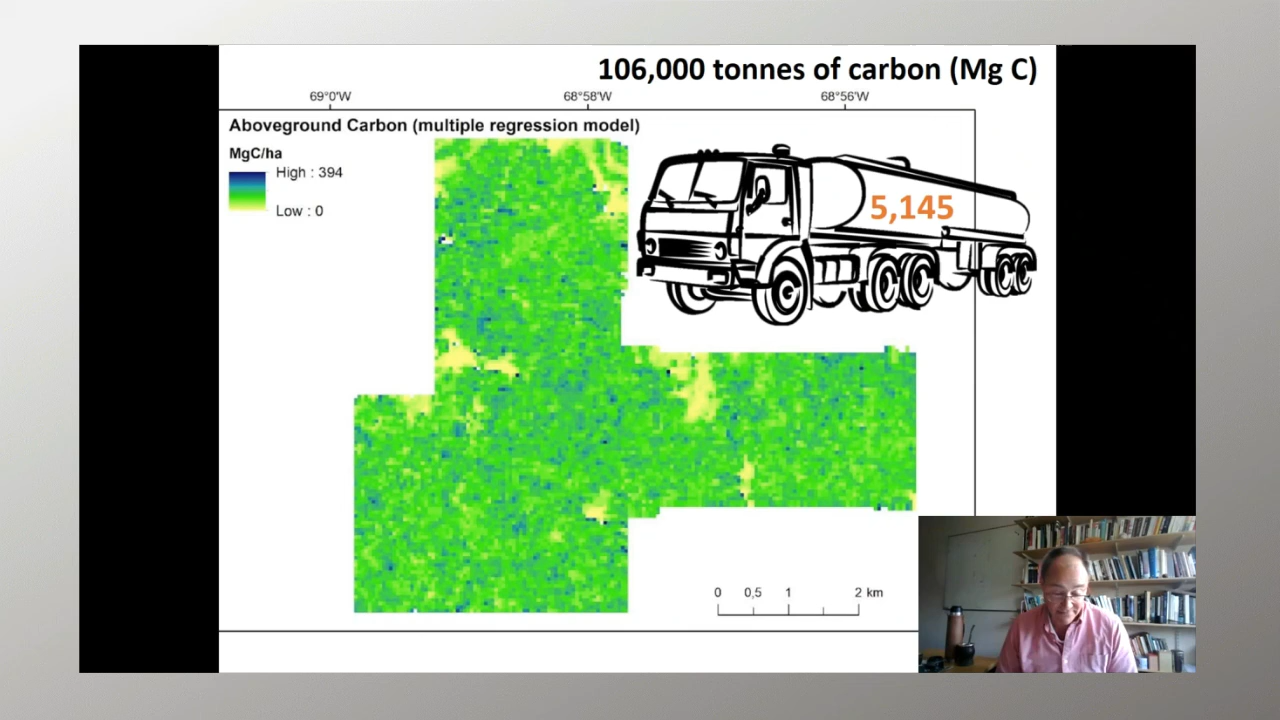 106,000 tonnes of carbon (Mg C)
69°0'W 68°58'W 68°56'W
Aboveground Carbon (multiple regression model)
MgC/ha
High : 394
Low : 0
5,145
0 0,5 1 2 km